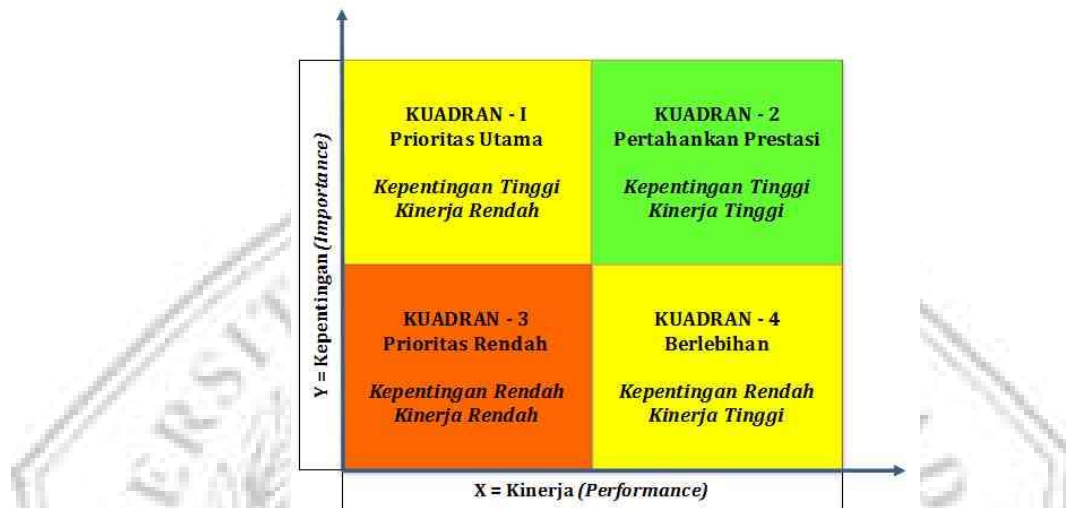 KUADRAN - I
Prioritas Utama
Kepentingan Tinggi
Kinerja Rendah
KUADRAN - 2
Pertahankan Prestasi
Kepentingan Tinggi
Kinerja Tinggi
Y = Kepentingan (Importance)
KUADRAN - 3
Prioritas Rendah
Kepentingan Rendah
Kinerja Rendah
KUADRAN - 4
Berlebihan
Kepentingan Rendah
Kinerja Tinggi
X = Kinerja (Performance)
ERSIT